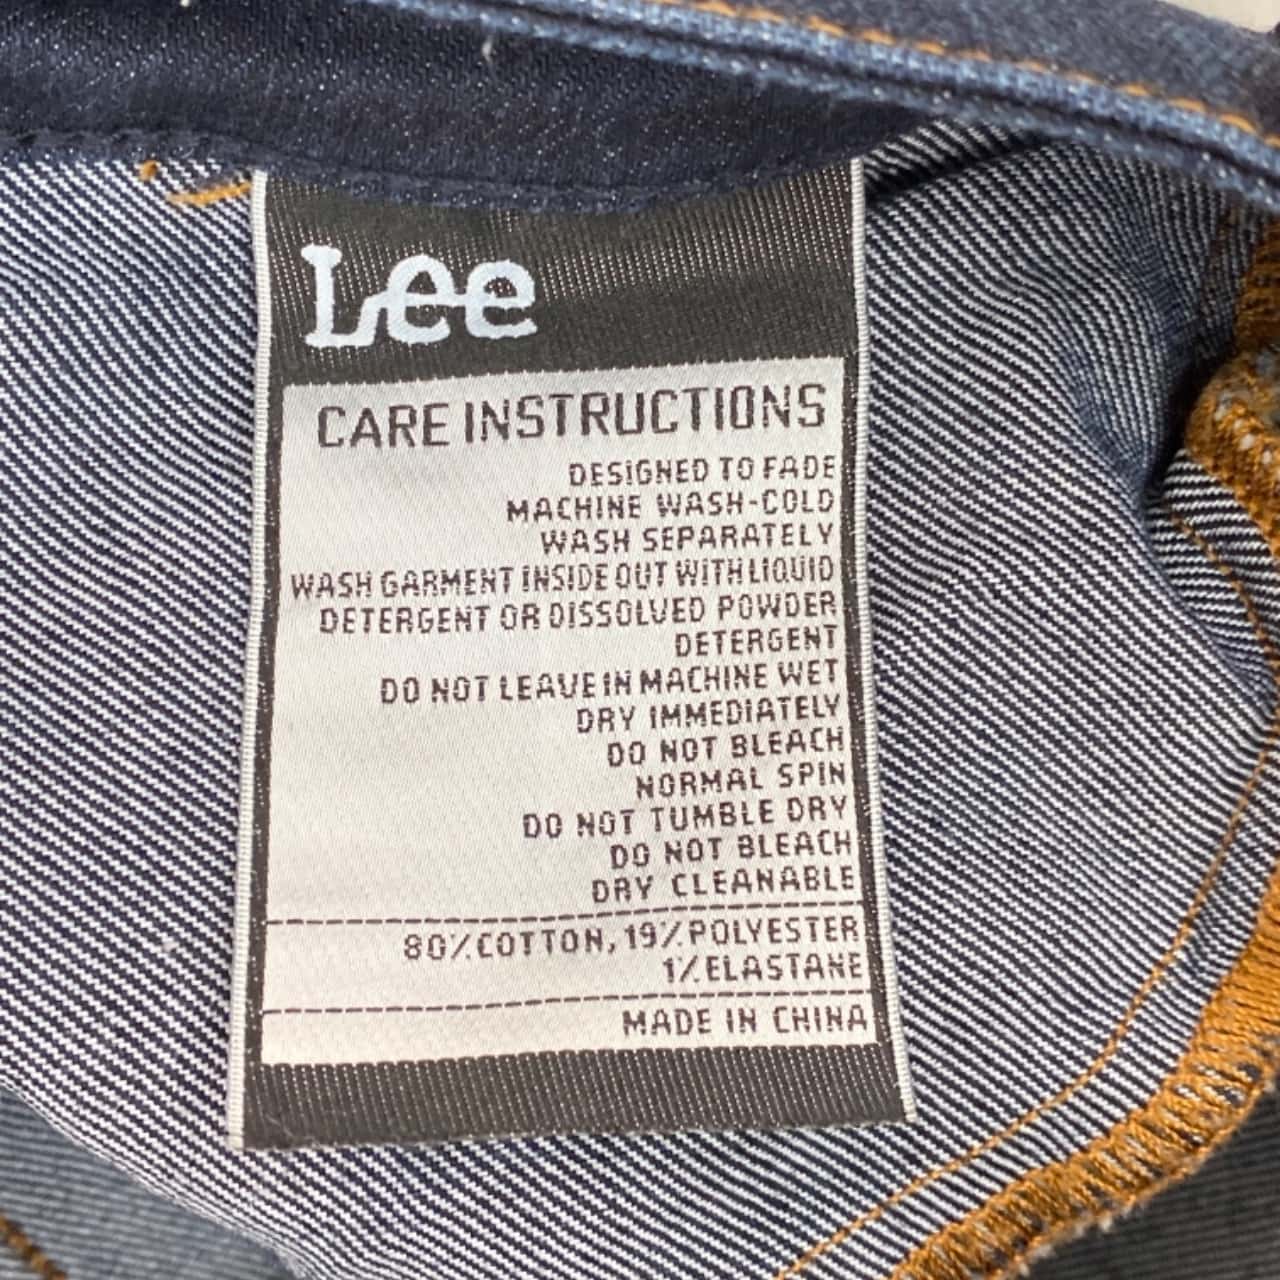 Lee
CARE INSTRUCTIONS
DESIGNED TO FADE
MACHINE WASH-COLD
WASH SEPARATELY
WASH GARMENT INSIDE OUT WITH LIQUID
DETERGENT OR DISSOLVED POWDER
DETERGENT
DO NOT LEAVE IN MACHINE WET
DRY IMMEDIATELY
DO NOT BLEACH
NORMAL SPIN
DO NOT TUMBLE DRY
DO NOT BLEACH
DRY CLEANABLE
80% COTTON, 19% POLYESTER
1% ELASTANE
MADE IN CHINA